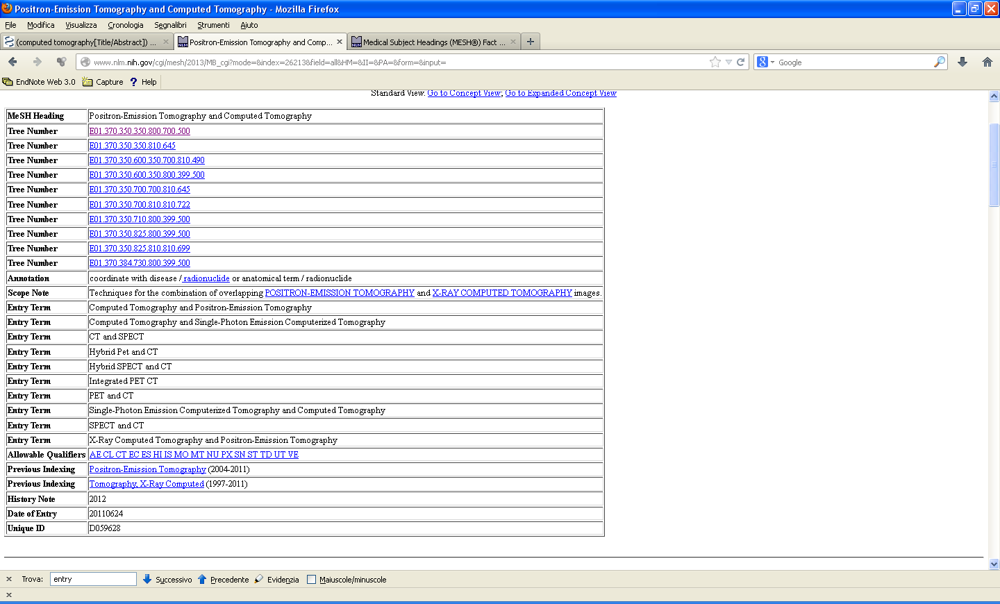 Positron-Emission Tomography and Computed Tomography - Mozilla Firefox
File Modifica Visualizza Cronologia Segnalibri Strumenti Aiuto
(computed tomography[Title/Abstract]) ... Positron-Emission Tomography and Comp... Medical Subject Headings (MESH®) Fact ...
www.nlm.nih.gov/cgi/mesh/2013/MB_cgi?mode=&index=26213&field=all&HM=&II=&PA=&form=&input= Google
EndNote Web 3.0 Capture Help
Standard View. Go to Concept View; Go to Expanded Concept View
MeSH Heading Positron-Emission Tomography and Computed Tomography
Tree Number E01.370.350.350.800.700.500
Tree Number E01.370.350.350.810.645
Tree Number E01.370.350.600.350.700.810.490
Tree Number E01.370.350.600.350.800.399.500
Tree Number E01.370.350.700.700.810.645
Tree Number E01.370.350.700.810.810.722
Tree Number E01.370.350.710.800.399.500
Tree Number E01.370.350.825.800.399.500
Tree Number E01.370.350.825.810.810.699
Tree Number E01.370.384.730.800.399.500
Annotation coordinate with disease / radionuclide or anatomical term / radionuclide
Scope Note Techniques for the combination of overlapping POSITRON-EMISSION TOMOGRAPHY and X-RAY COMPUTED TOMOGRAPHY images.
Entry Term Computed Tomography and Positron-Emission Tomography
Entry Term Computed Tomography and Single-Photon Emission Computerized Tomography
Entry Term CT and SPECT
Entry Term Hybrid Pet and CT
Entry Term Hybrid SPECT and CT
Entry Term Integrated PET CT
Entry Term PET and CT
Entry Term Single-Photon Emission Computerized Tomography and Computed Tomography
Entry Term SPECT and CT
Entry Term X-Ray Computed Tomography and Positron-Emission Tomography
Allowable Qualifiers AE CL CT EC ES HI IS MO MT NU PX SN ST TD UT VE
Previous Indexing Positron-Emission Tomography (2004-2011)
Previous Indexing Tomography, X-Ray Computed (1997-2011)
History Note 2012
Date of Entry 20110624
Unique ID D059628
Trova: entry Successivo Precedente Evidenzia Maiuscole/minuscole